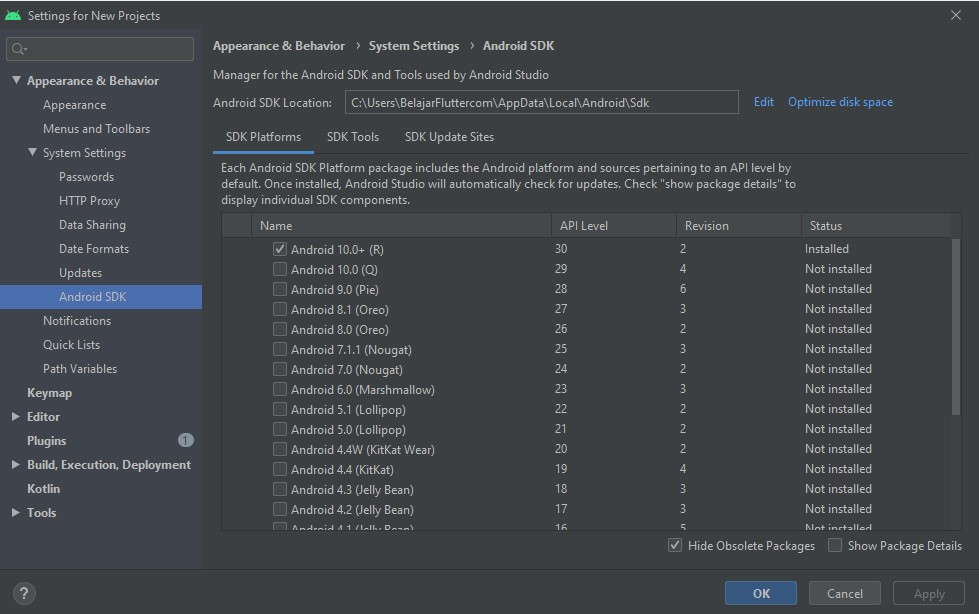 Settings for New Projects
Appearance & Behavior
Appearance
Menus and Toolbars
System Settings
Passwords
HTTP Proxy
Data Sharing
Date Formats
Updates
Android SDK
Notifications
Quick Lists
Path Variables
Keymap
Editor
Plugins 1
Build, Execution, Deployment
Kotlin
Tools
Appearance & Behavior › System Settings › Android SDK
Manager for the Android SDK and Tools used by Android Studio
Android SDK Location: C:\Users\BelajarFluttercom\AppData\Local\Android\Sdk Edit Optimize disk space
SDK Platforms SDK Tools SDK Update Sites
Each Android SDK Platform package includes the Android platform and sources pertaining to an API level by
default. Once installed, Android Studio will automatically check for updates. Check "show package details" to
display individual SDK components.
Name API Level Revision Status
Android 10.0+ (R) 30 2 Installed
Android 10.0 (Q) 29 4 Not installed
Android 9.0 (Pie) 28 6 Not installed
Android 8.1 (Oreo) 27 3 Not installed
Android 8.0 (Oreo) 26 2 Not installed
Android 7.1.1 (Nougat) 25 3 Not installed
Android 7.0 (Nougat) 24 2 Not installed
Android 6.0 (Marshmallow) 23 3 Not installed
Android 5.1 (Lollipop) 22 2 Not installed
Android 5.0 (Lollipop) 21 2 Not installed
Android 4.4W (KitKat Wear) 20 2 Not installed
Android 4.4 (KitKat) 19 4 Not installed
Android 4.3 (Jelly Bean) 18 3 Not installed
Android 4.2 (Jelly Bean) 17 3 Not installed
Android 4.1 (Jelly Bean) 16 5 Not installed
Hide Obsolete Packages Show Package Details
? OK Cancel Apply